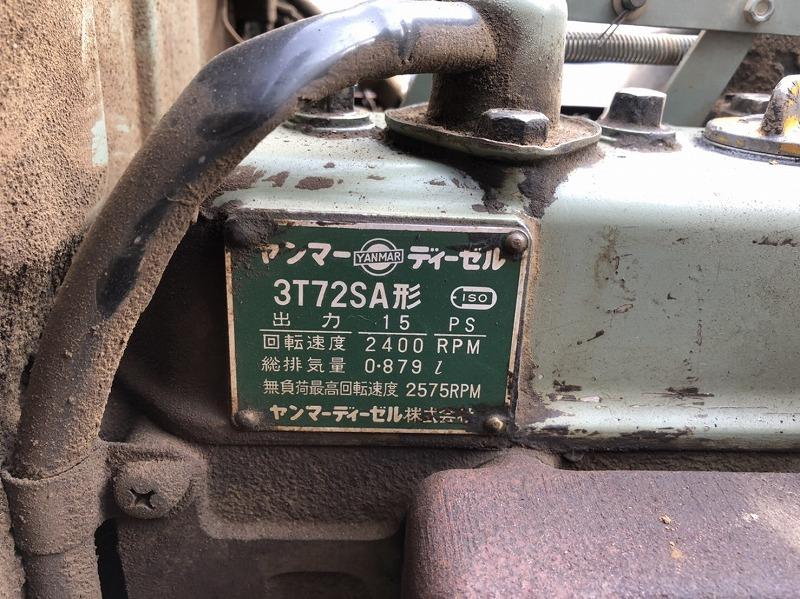 ヤンマー YANMAR ディーゼル
3T72SA形 ISO
出力 15 PS
回転速度 2400 RPM
総排気量 0.879 l
無負荷最高回転速度 2575RPM
ヤンマーディーゼル株式会社